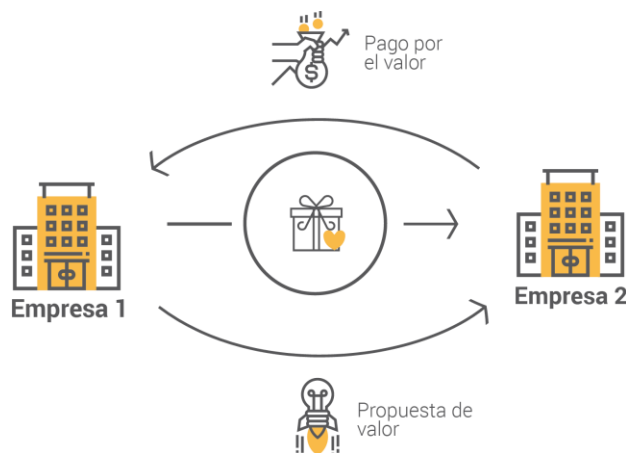 Pago por
el valor
Empresa 1
Empresa 2
Propuesta de
valor